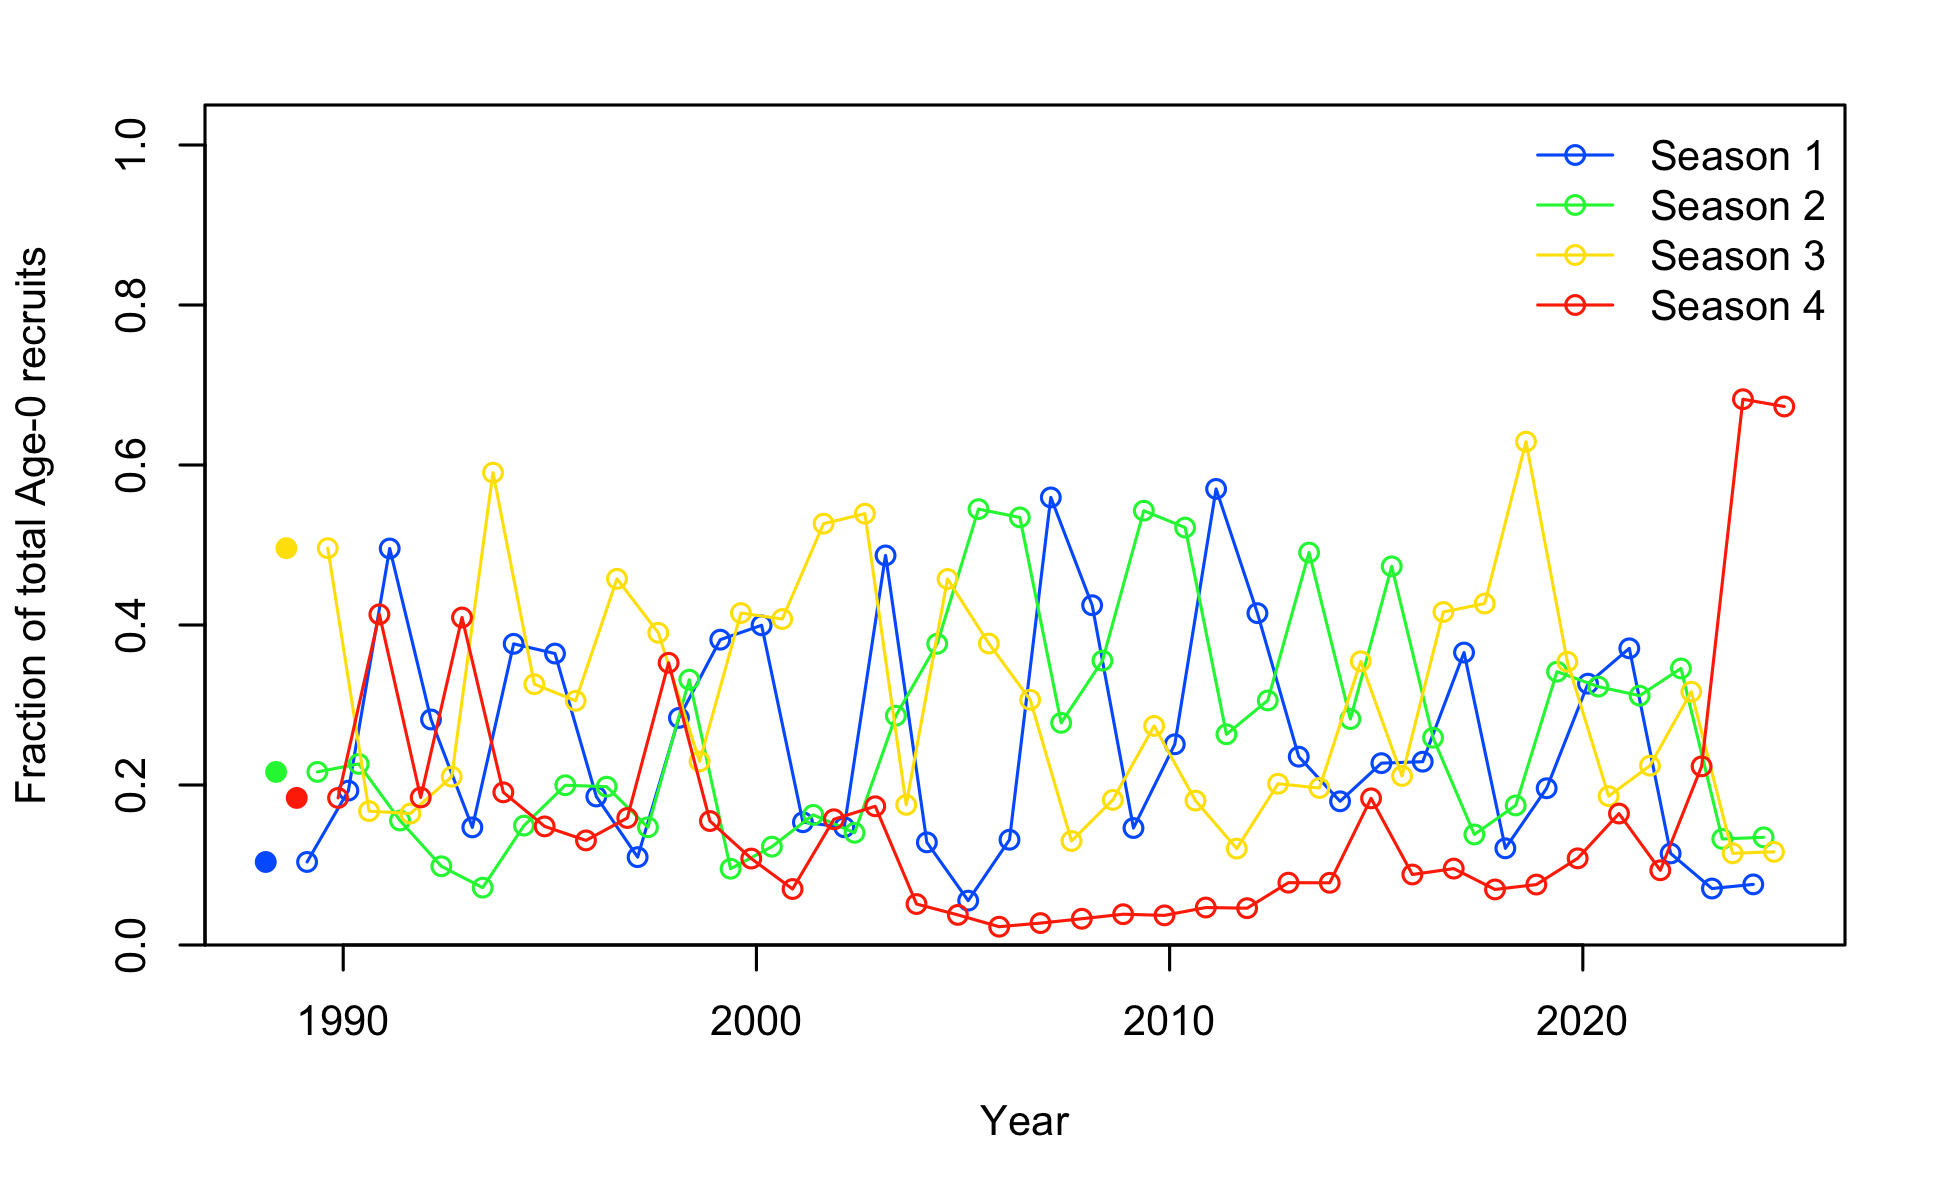 Fraction of total Age-0 recruits
1.0
0.8
0.6
0.4
0.2
0.0
Season 1
Season 2
Season 3
Season 4
1990 2000 2010 2020
Year